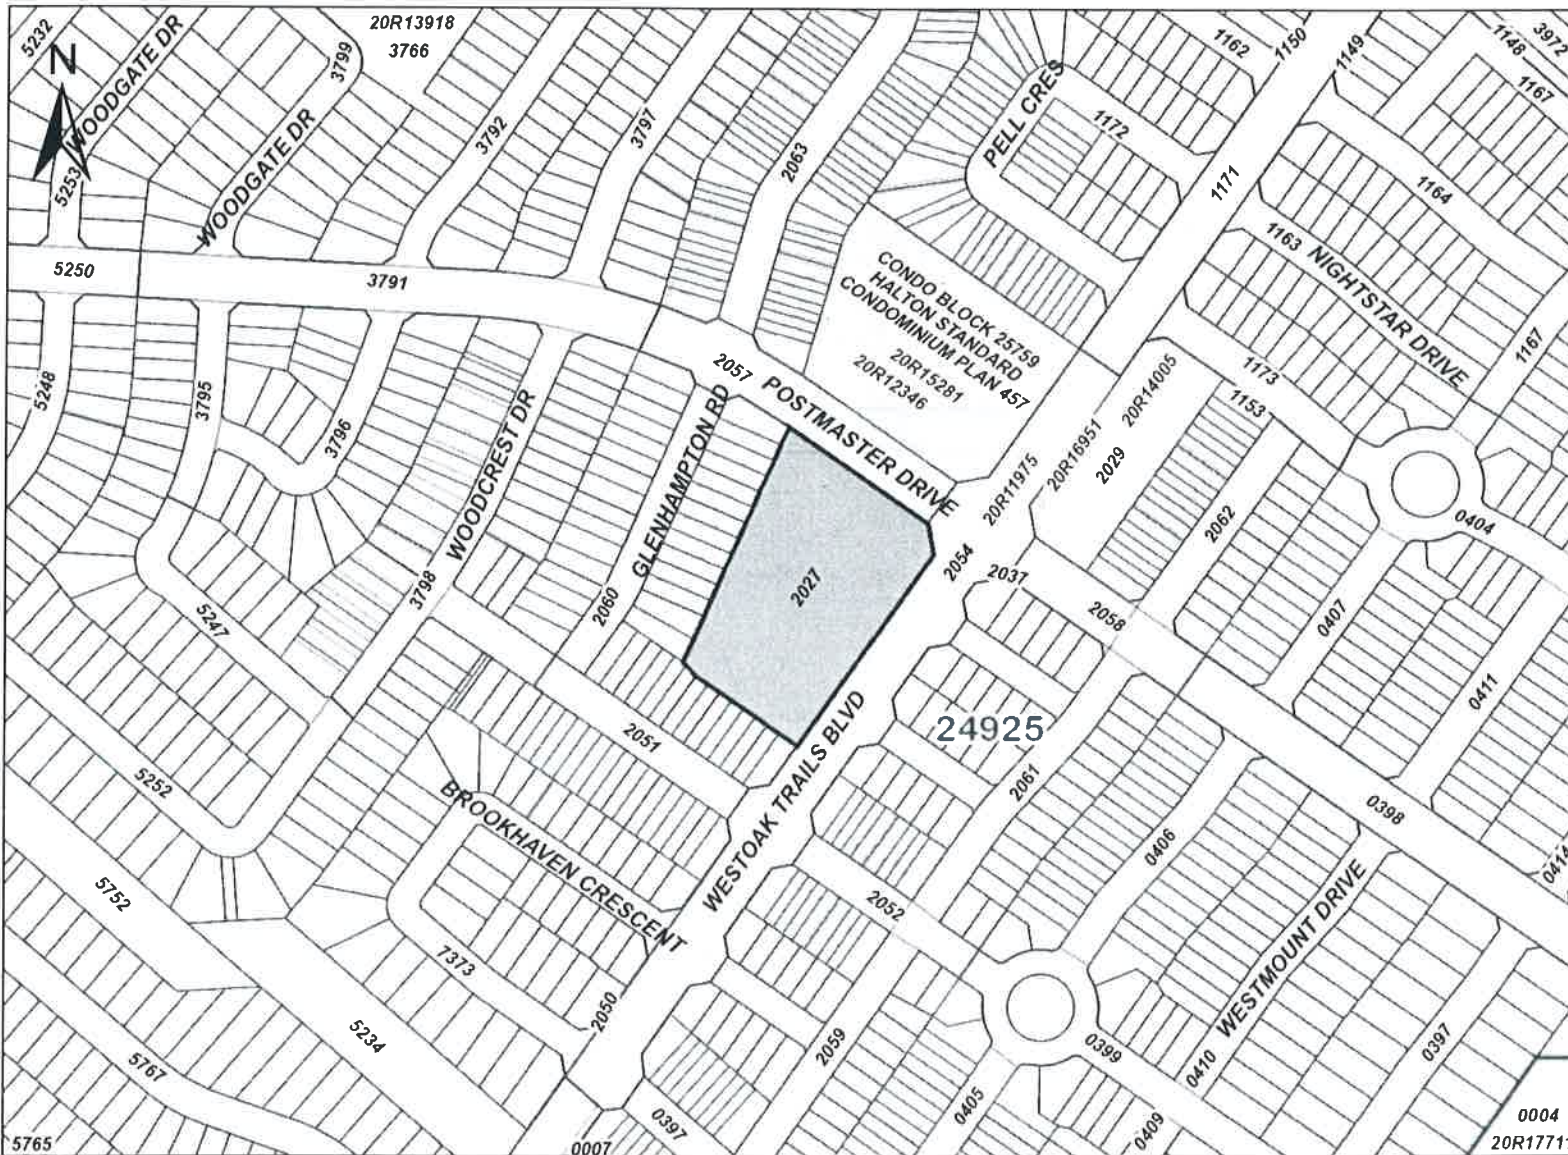 5232
WOODGATE DR
3799
20R13918
3766
1162
1150
1149
1148
3972
1167
N
5253
WOODGATE DR
3792
3797
2063
PELL CRES
1172
1171
1164
5250
3791
1163 NIGHTSTAR DRIVE
CONDO BLOCK 25759
HALTON STANDARD
CONDOMINIUM PLAN 457
20R15281
20R12346
1167
5248
3795
3796
WOODCREST DR
2057 POSTMASTER DRIVE
GLENHAMPTON RD
20R11975
20R16951
20R14005
2029
1173
1153
2062
0404
3798
2060
2027
2054
2037
2058
0407
0411
5247
2051
24925
2061
0398
5252
BROOKHAVEN CRESCENT
WESTOAK TRAILS BLVD
0406
WESTMOUNT DRIVE
0414
5752
7373
2052
2050
5234
2059
0399
0410
0397
5767
0397
0405
0409
0004
20R1771
5765
0007